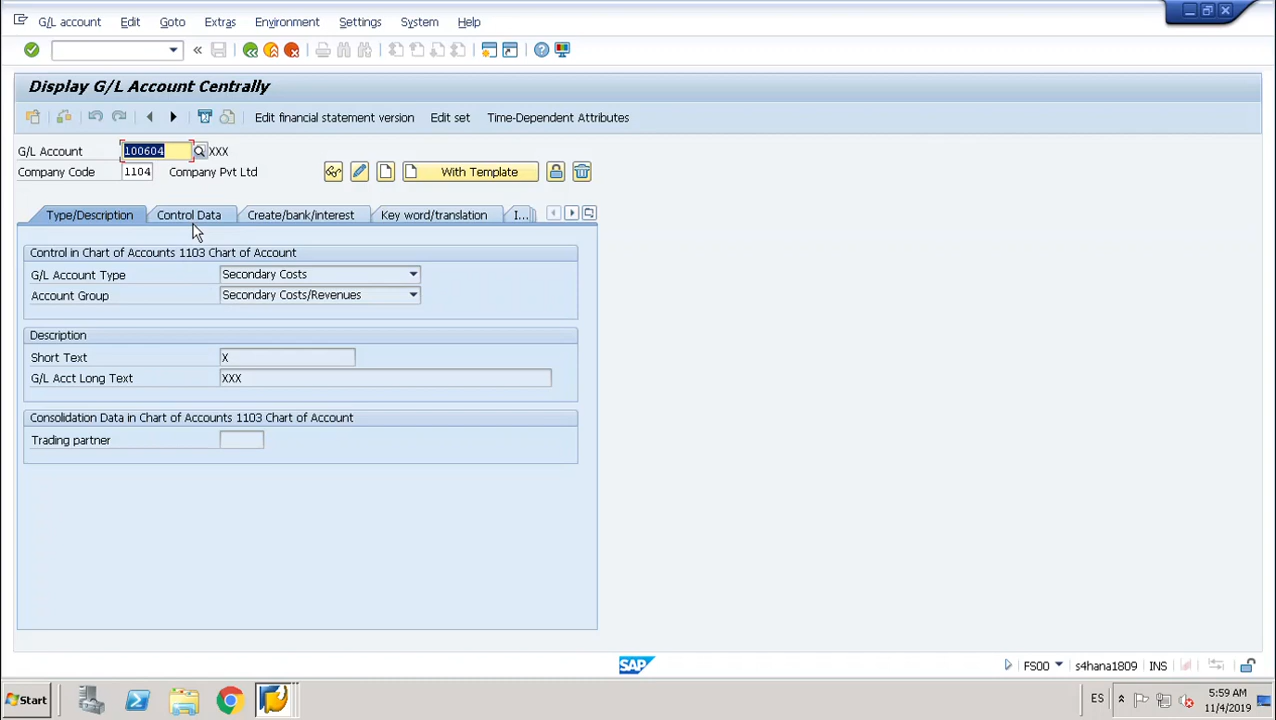 G/L account Edit Goto Extras Environment Settings System Help
Display G/L Account Centrally
Edit financial statement version Edit set Time-Dependent Attributes
G/L Account 100604 XXX
Company Code 1104 Company Pvt Ltd With Template
Type/Description Control Data Create/bank/interest Key word/translation I...
Control in Chart of Accounts 1103 Chart of Account
G/L Account Type Secondary Costs
Account Group Secondary Costs/Revenues
Description
Short Text X
G/L Acct Long Text XXX
Consolidation Data in Chart of Accounts 1103 Chart of Account
Trading partner
SAP FS00 s4hana1809 INS
Start ES 5:59 AM
11/4/2019